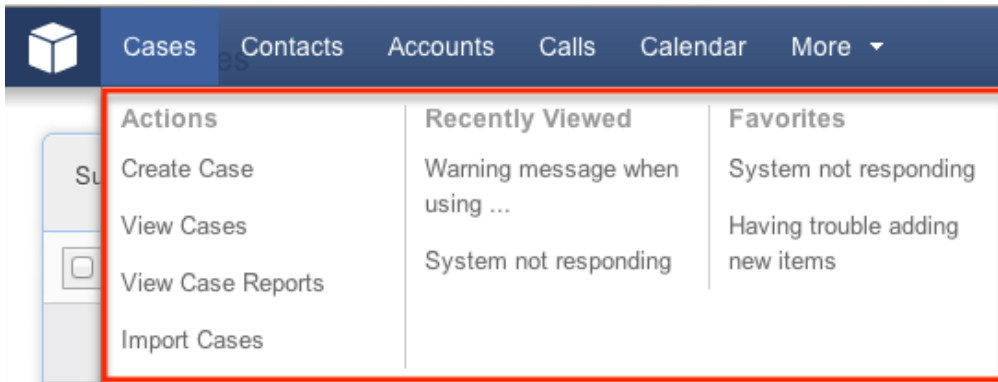 Cases Contacts Accounts Calls Calendar More
Actions
Create Case
View Cases
View Case Reports
Import Cases
Recently Viewed
Warning message when
using ...
System not responding
Favorites
System not responding
Having trouble adding
new items